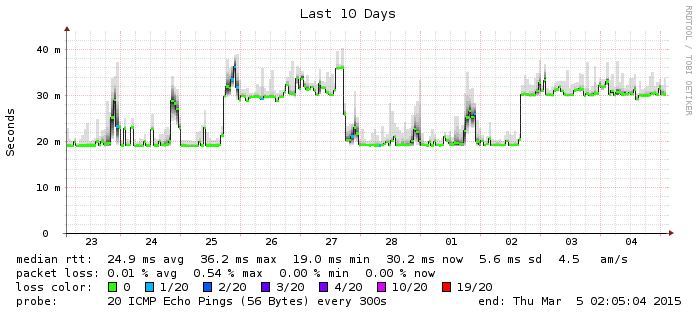 Last 10 Days
RRDTOOL / TOBI OETIKER
Seconds
40 m
30 m
20 m
10 m
0
23 24 25 26 27 28 01 02 03 04
median rtt: 24.9 ms avg 36.2 ms max 19.0 ms min 30.2 ms now 5.6 ms sd 4.5 am/s
packet loss: 0.01 % avg 0.54 % max 0.00 % min 0.00 % now
loss color: 0 1/20 2/20 3/20 4/20 10/20 19/20
probe: 20 ICMP Echo Pings (56 Bytes) every 300s end: Thu Mar 5 02:05:04 2015